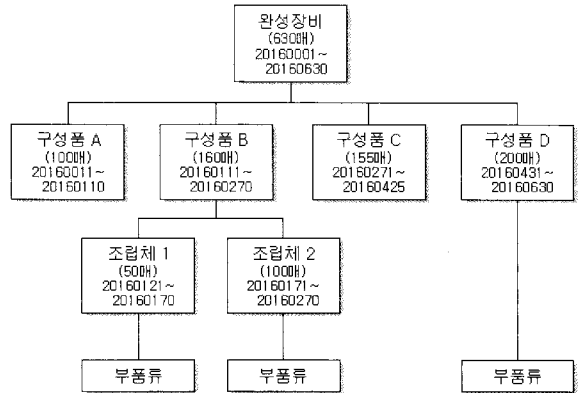 완성장비
(630매)
20160001~
20160630
구성품 A
(100매)
20160011~
20160110
구성품 B
(160매)
20160111~
20160270
구성품 C
(155매)
20160271~
20160425
구성품 D
(200매)
20160431~
20160630
조립체 1
(50매)
20160121~
20160170
조립체 2
(100매)
20160171~
20160270
부품류
부품류
부품류